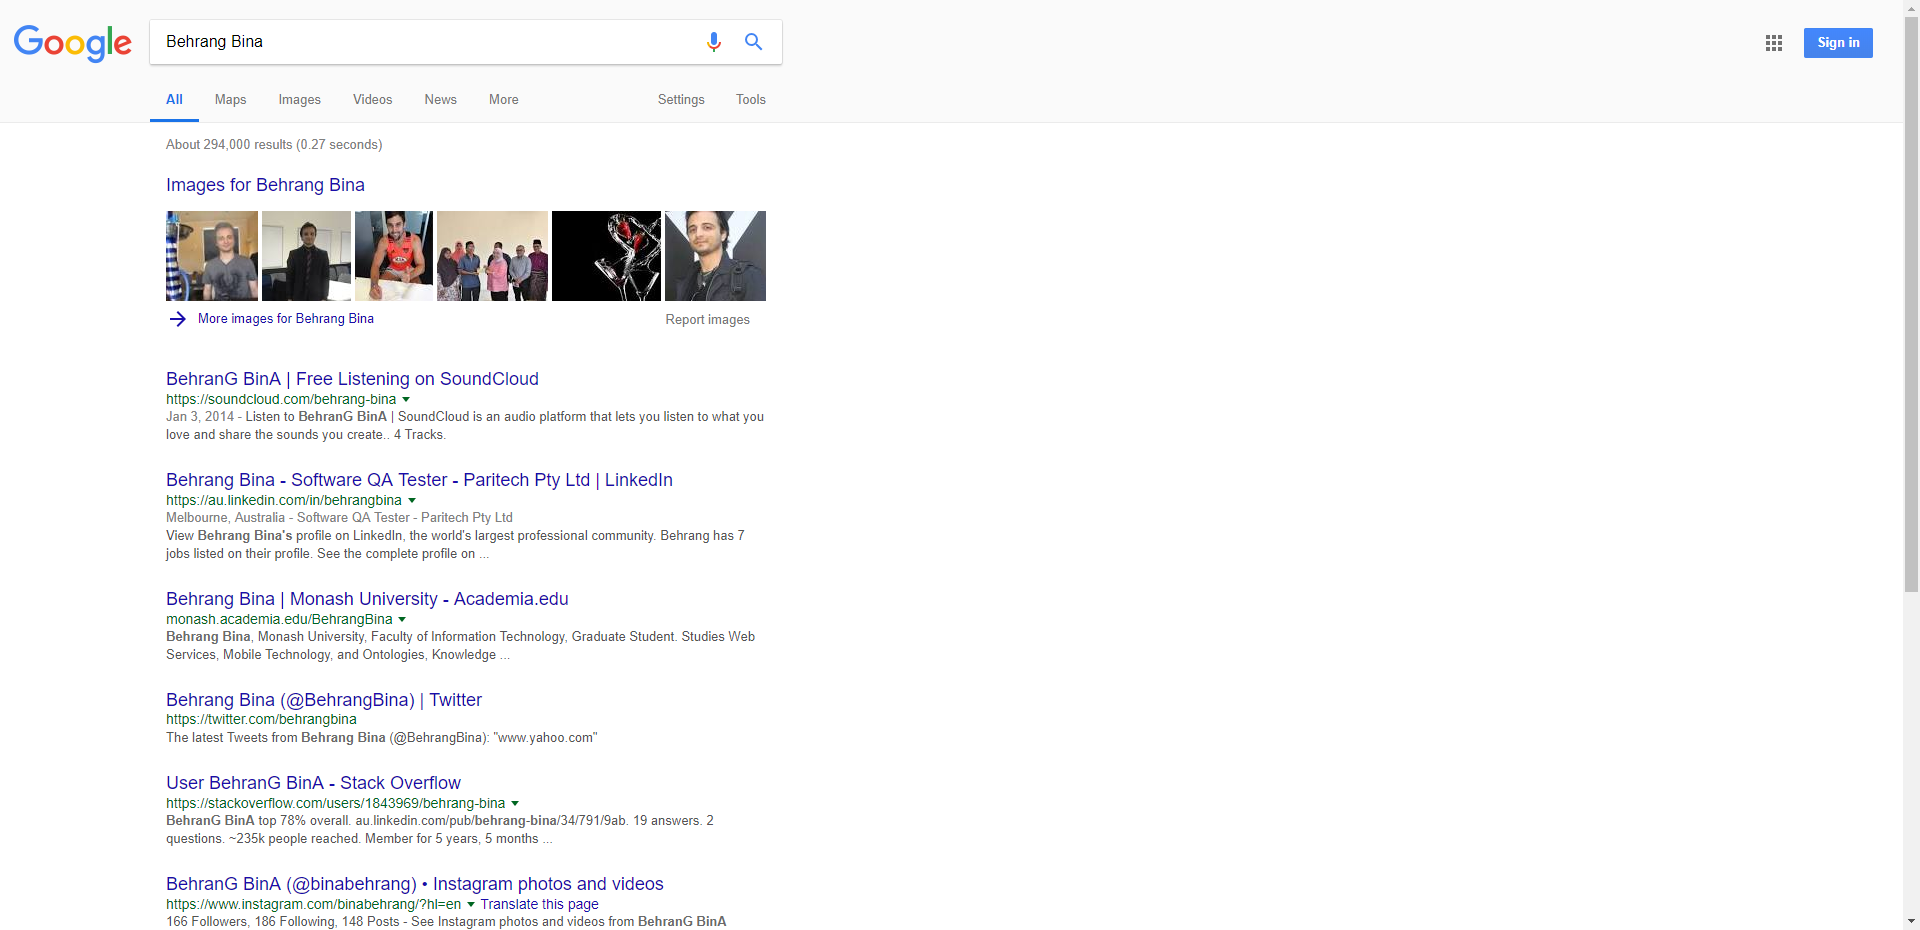 Google
Behrang Bina
Sign in
All Maps Images Videos News More Settings Tools
About 294,000 results (0.27 seconds)
Images for Behrang Bina
More images for Behrang Bina Report images
BehranG BinA | Free Listening on SoundCloud
https://soundcloud.com/behrang-bina
Jan 3, 2014 - Listen to BehranG BinA | SoundCloud is an audio platform that lets you listen to what you
love and share the sounds you create.. 4 Tracks.
Behrang Bina - Software QA Tester - Paritech Pty Ltd | LinkedIn
https://au.linkedin.com/in/behrangbina
Melbourne, Australia - Software QA Tester - Paritech Pty Ltd
View Behrang Bina's profile on LinkedIn, the world's largest professional community. Behrang has 7
jobs listed on their profile. See the complete profile on ...
Behrang Bina | Monash University - Academia.edu
monash.academia.edu/BehrangBina
Behrang Bina, Monash University, Faculty of Information Technology, Graduate Student. Studies Web
Services, Mobile Technology, and Ontologies, Knowledge ...
Behrang Bina (@BehrangBina) | Twitter
https://twitter.com/behrangbina
The latest Tweets from Behrang Bina (@BehrangBina): "www.yahoo.com"
User BehranG BinA - Stack Overflow
https://stackoverflow.com/users/1843969/behrang-bina
BehranG BinA top 78% overall. au.linkedin.com/pub/behrang-bina/34/791/9ab. 19 answers. 2
questions. ~235k people reached. Member for 5 years, 5 months ...
BehranG BinA (@binabehrang) • Instagram photos and videos
https://www.instagram.com/binabehrang/?hl=en Translate this page
166 Followers, 186 Following, 148 Posts - See Instagram photos and videos from BehranG BinA